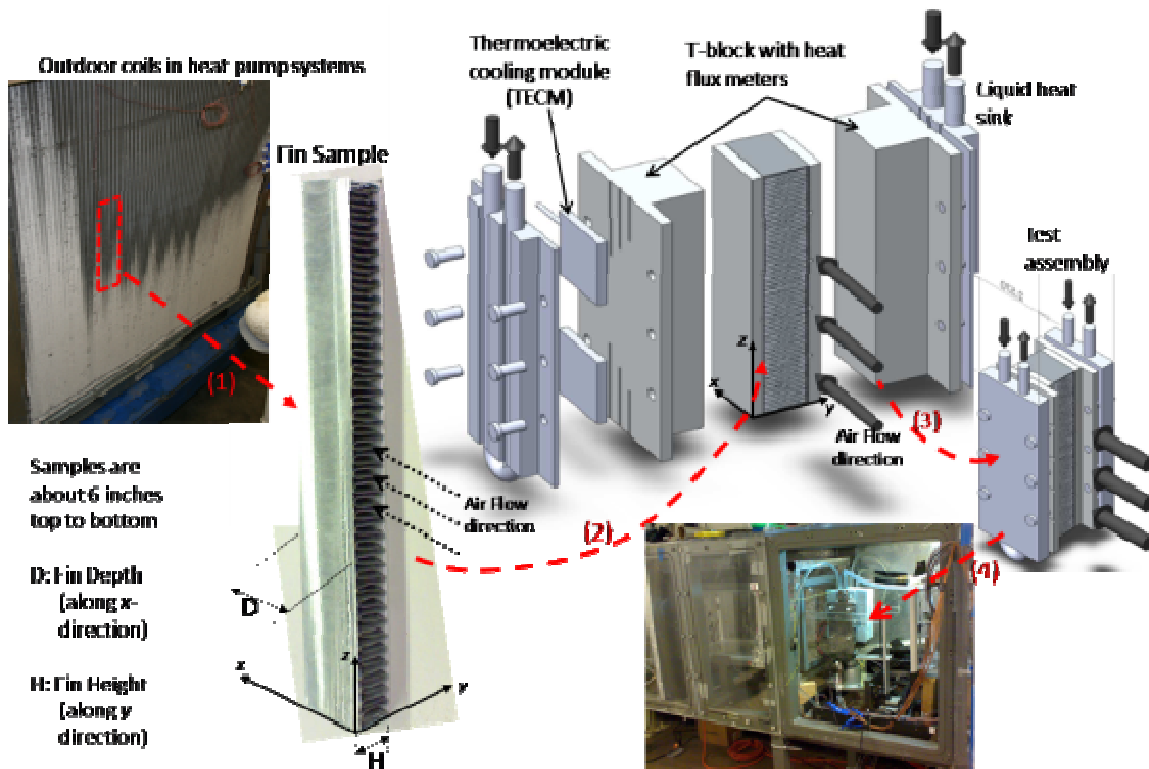 Outdoor coils in heat pump systems
Thermoelectric
cooling module
(TECM)
T-block with heat
flux meters
Liquid heat
sink
Fin Sample
Test
assembly
(1)
z
x
y
Air Flow
direction
(3)
Samples are
about 6 inches
top to bottom
Air Flow
direction
(2)
(4)
D: Fin Depth
(along x-
direction)
D
H: Fin Height
(along y
direction)
z
x
y
H